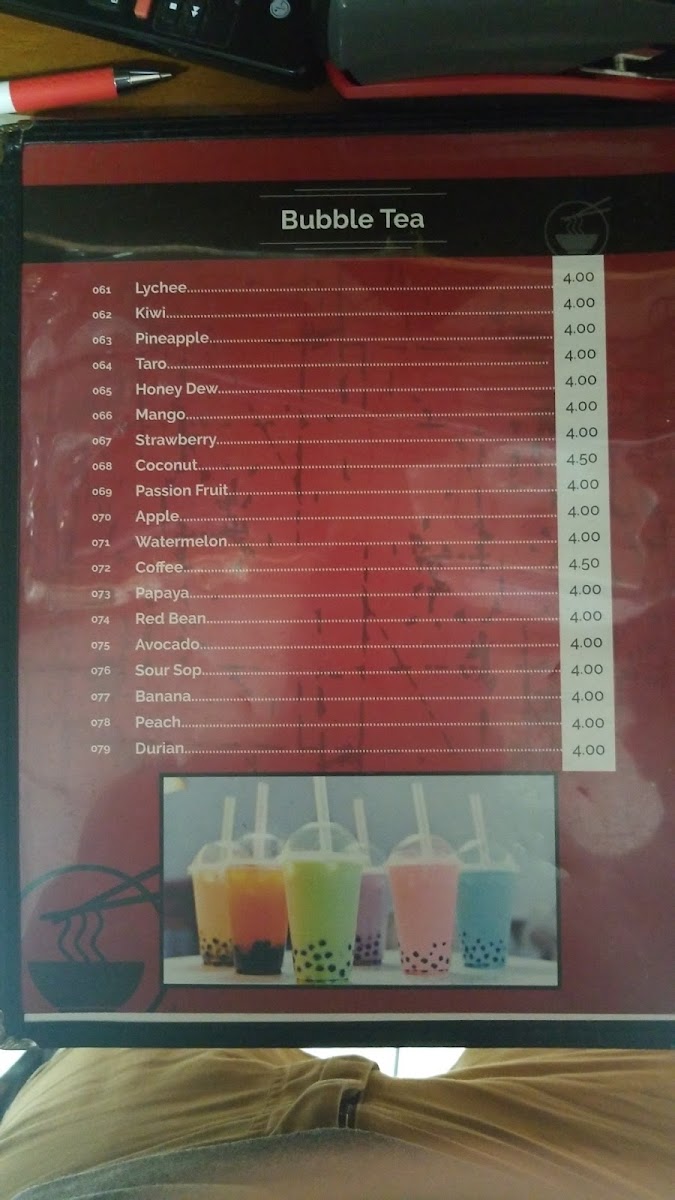 Bubble Tea
061 Lychee 4.00
062 Kiwi 4.00
063 Pineapple 4.00
064 Taro 4.00
065 Honey Dew 4.00
066 Mango 4.00
067 Strawberry 4.00
068 Coconut 4.50
069 Passion Fruit 4.00
070 Apple 4.00
071 Watermelon 4.00
072 Coffee 4.50
073 Papaya 4.00
074 Red Bean 4.00
075 Avocado 4.00
076 Sour Sop 4.00
077 Banana 4.00
078 Peach 4.00
079 Durian 4.00